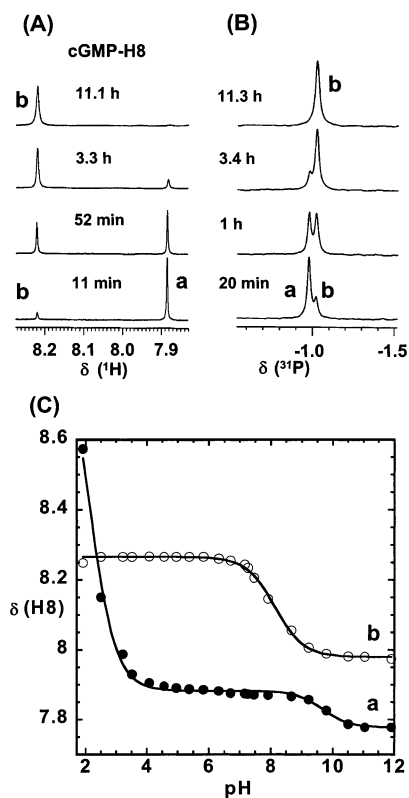 (A) (B)
cGMP-H8
b 11.1 h 11.3 h b
3.3 h 3.4 h
52 min 1 h
b 11 min a 20 min a b
8.2 8.1 8.0 7.9 -1.0 -1.5
δ (¹H) δ (³¹P)
(C)
8.6
8.4
8.2
δ (H8)
8
b
7.8
a
2 4 6 8 10 12
pH